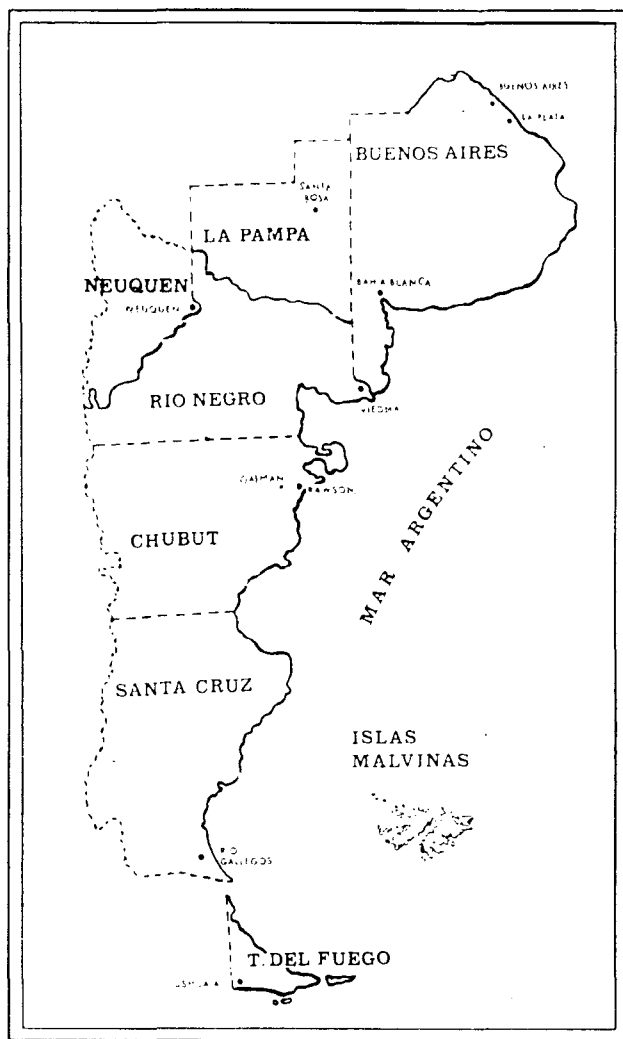 BUENOS AIRES
LA PLATA
BUENOS AIRES
SANTA
ROSA
LA PAMPA
NEUQUEN
NEUQUEN
BAHIA BLANCA
RIO NEGRO
VIEDMA
GAIMAN
RAWSON
CHUBUT
MAR ARGENTINO
SANTA CRUZ
ISLAS
MALVINAS
RIO
GALLEGOS
T. DEL FUEGO
USHUAIA